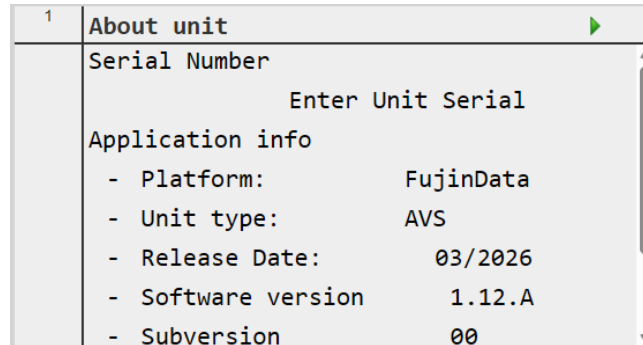 1
About unit
Serial Number
Enter Unit Serial
Application info
- Platform: FujinData
- Unit type: AVS
- Release Date: 03/2026
- Software version 1.12.A
- Subversion 00